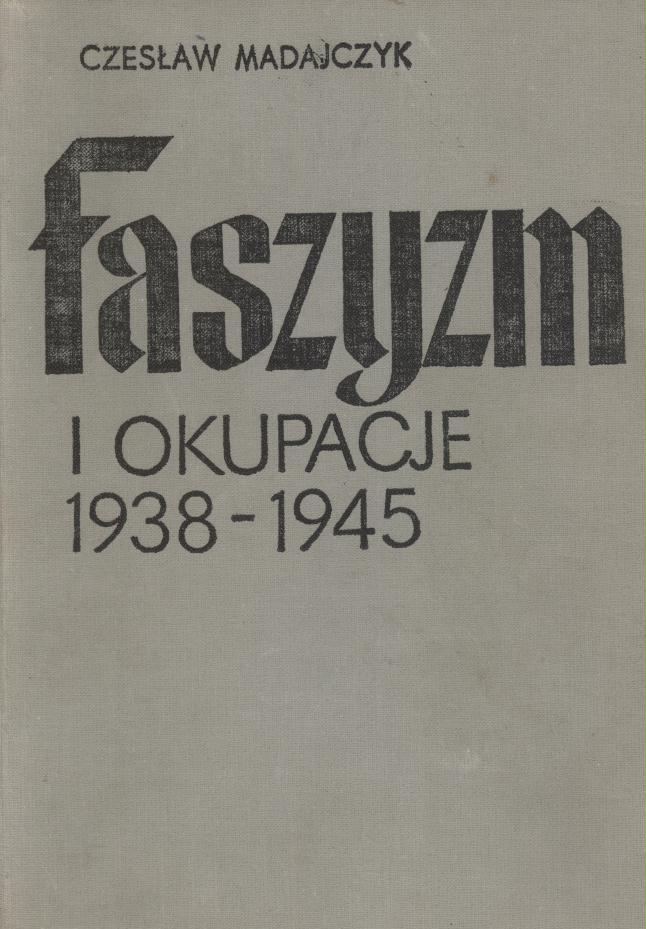 CZESŁAW MADAJCZYK
Faszyzm
I OKUPACJE
1938-1945